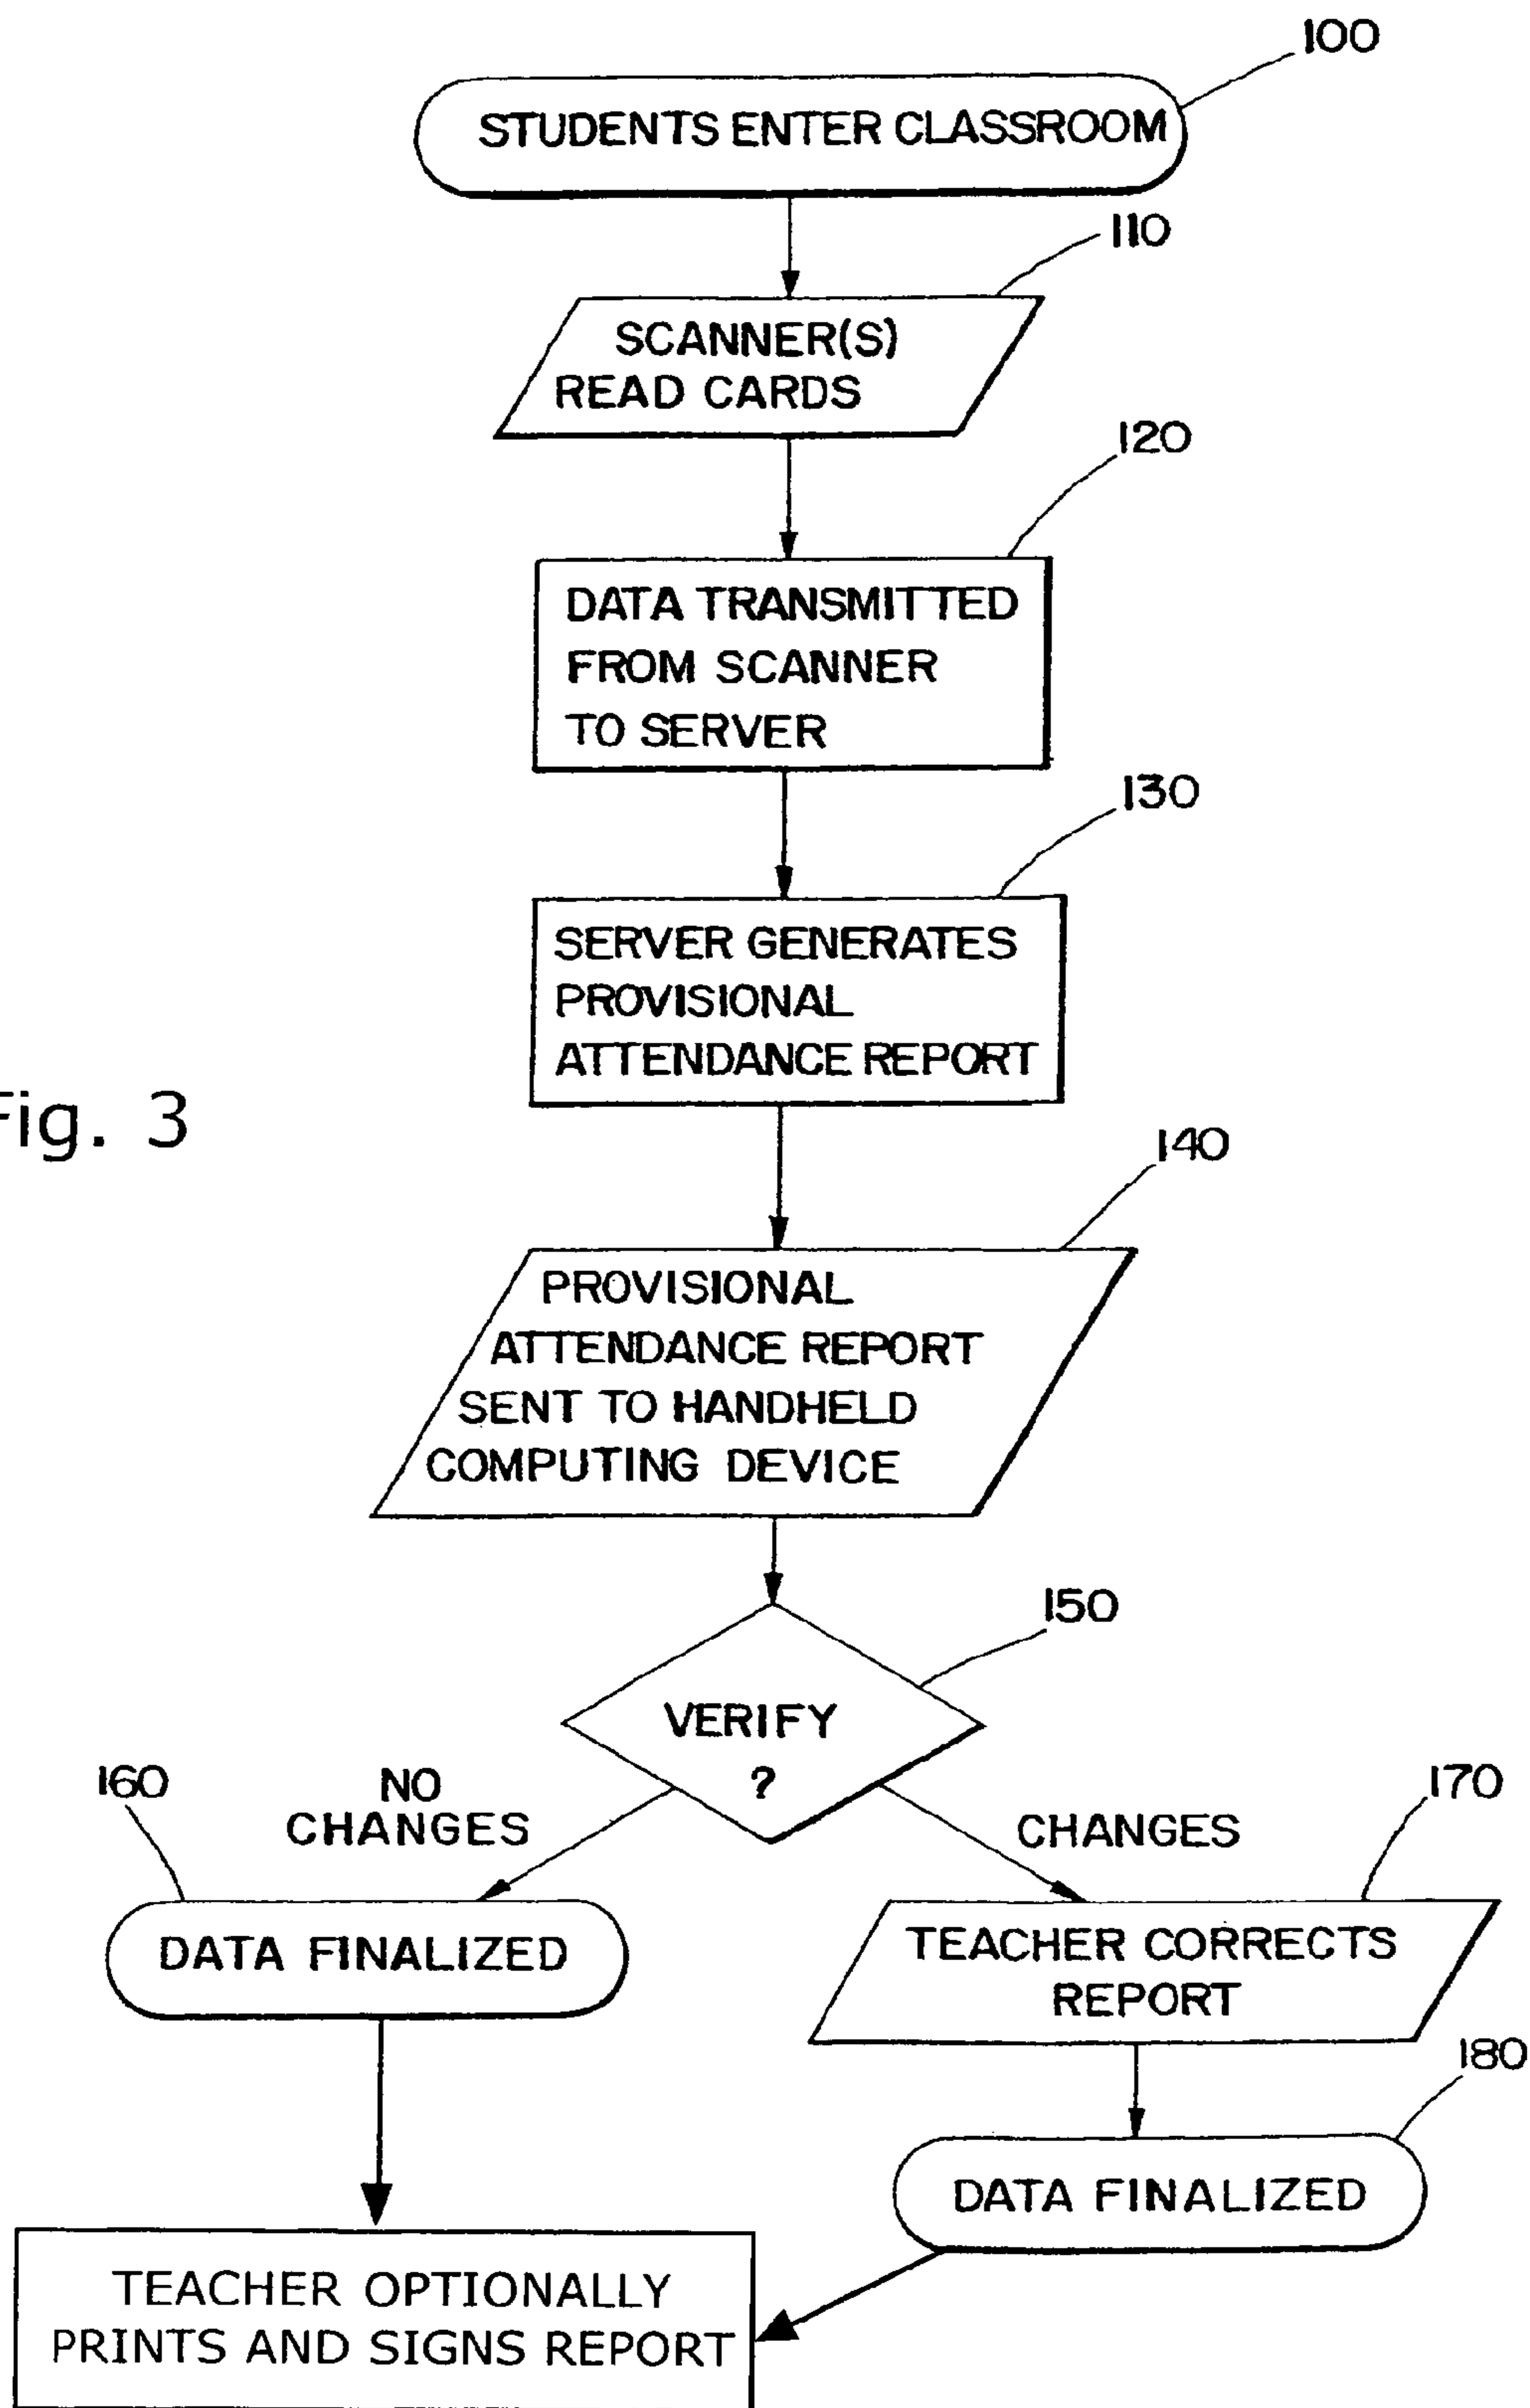 100
STUDENTS ENTER CLASSROOM
110
SCANNER(S)
READ CARDS
120
DATA TRANSMITTED
FROM SCANNER
TO SERVER
130
SERVER GENERATES
PROVISIONAL
ATTENDANCE REPORT
Fig. 3
140
PROVISIONAL
ATTENDANCE REPORT
SENT TO HANDHELD
COMPUTING DEVICE
150
VERIFY
?
160
NO
CHANGES
CHANGES
170
DATA FINALIZED
TEACHER CORRECTS
REPORT
180
DATA FINALIZED
TEACHER OPTIONALLY
PRINTS AND SIGNS REPORT